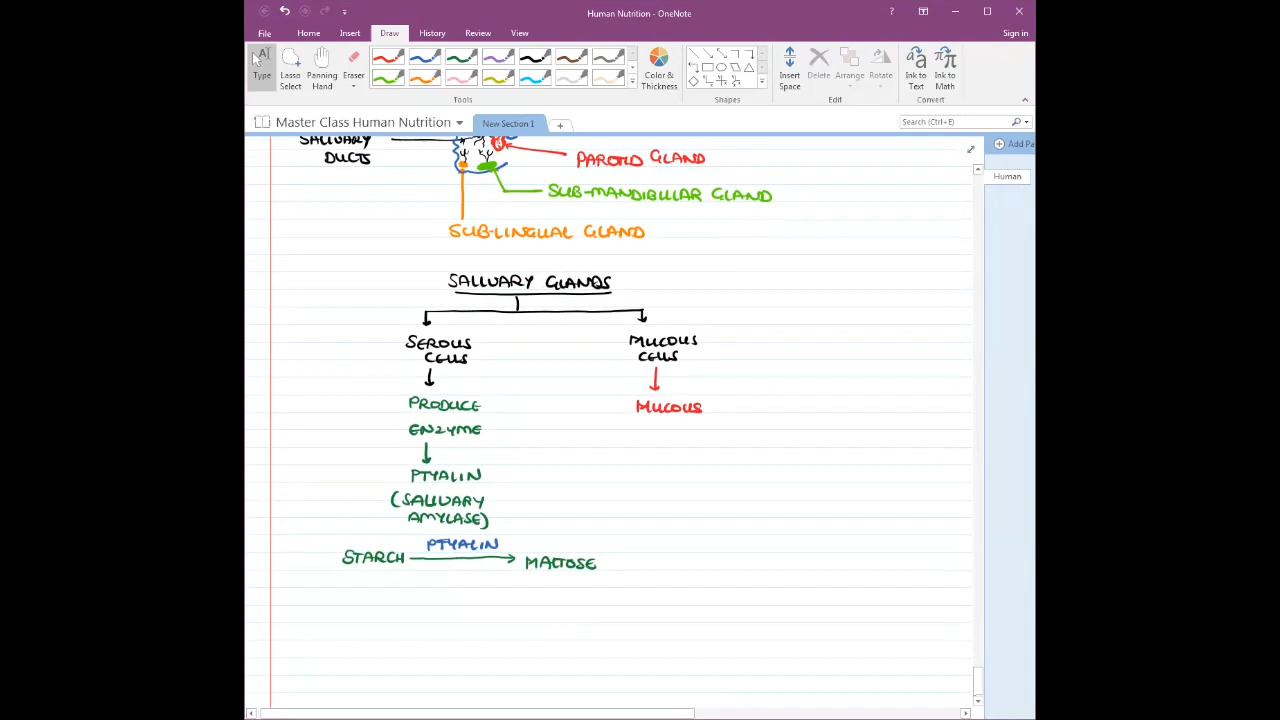 Human Nutrition - OneNote
File Home Insert Draw History Review View Sign in
Type
Lasso Select
Panning Hand
Eraser
Color & Thickness
Insert Space
Delete
Arrange
Rotate
Ink to Text
Ink to Math
Tools
Shapes
Edit
Convert
Master Class Human Nutrition
New Section 1
Search (Ctrl+E)
Add Pa
Human
SALIVARY
DUCTS
PAROTID GLAND
SUB-MANDIBULAR GLAND
SUB-LINGUAL GLAND
SALIVARY GLANDS
SEROUS
CELLS
MUCOUS
CELLS
PRODUCE
ENZYME
MUCOUS
PTYALIN
(SALIVARY
AMYLASE)
PTYALIN
STARCH
MALTOSE